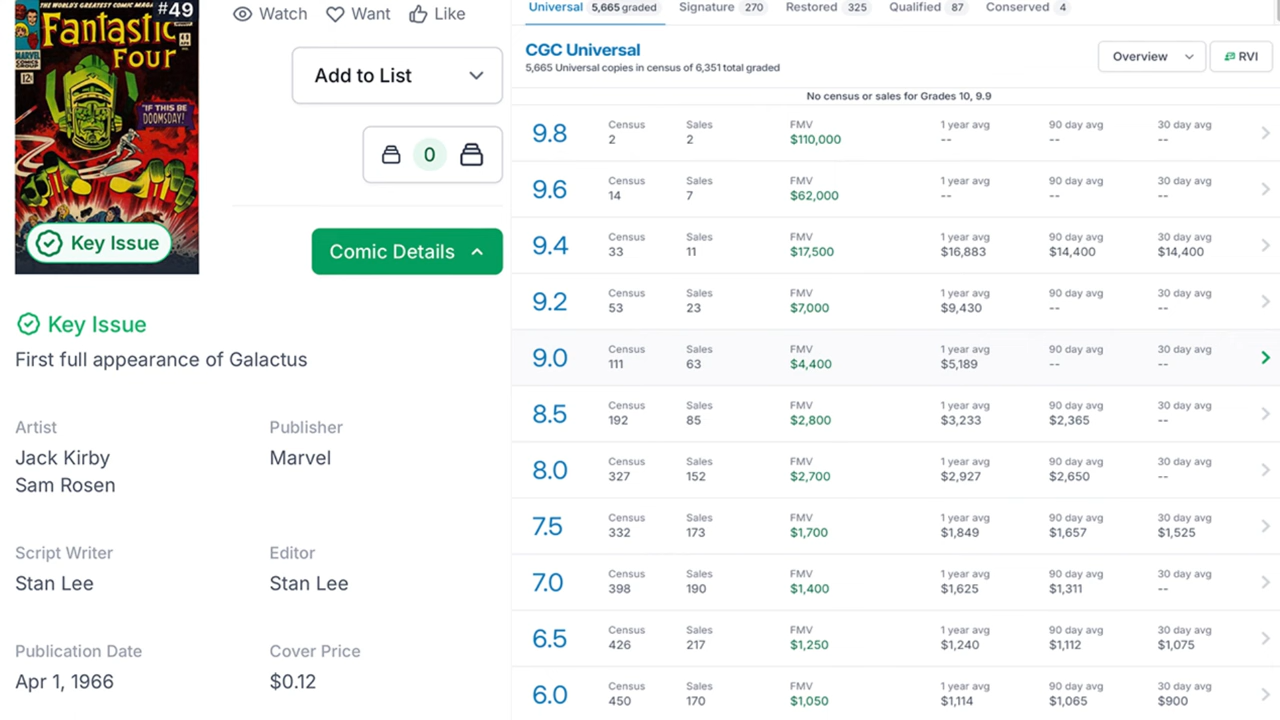 THE WORLD'S GREATEST COMIC MAGAZINE!
#49
Fantastic
Four
MARVEL
COMICS
GROUP
12¢
49
"IF THIS BE
DOOMSDAY!"
Key Issue
Watch
Want
Like
Add to List
0
Comic Details
Key Issue
First full appearance of Galactus
Artist
Publisher
Jack Kirby
Marvel
Sam Rosen
Script Writer
Editor
Stan Lee
Stan Lee
Publication Date
Cover Price
Apr 1, 1966
$0.12
Universal 5,665 graded Signature 270 Restored 325 Qualified 87 Conserved 4
CGC Universal
5,665 Universal copies in census of 6,351 total graded
Overview
RVI
No census or sales for Grades 10, 9.9
9.8
Census Sales FMV 1 year avg 90 day avg 30 day avg
2 2 $110,000 -- -- --
9.6
Census Sales FMV 1 year avg 90 day avg 30 day avg
14 7 $62,000 -- -- --
9.4
Census Sales FMV 1 year avg 90 day avg 30 day avg
33 11 $17,500 $16,883 $14,400 $14,400
9.2
Census Sales FMV 1 year avg 90 day avg 30 day avg
53 23 $7,000 $9,430 -- --
9.0
Census Sales FMV 1 year avg 90 day avg 30 day avg
111 63 $4,400 $5,189 -- --
8.5
Census Sales FMV 1 year avg 90 day avg 30 day avg
192 85 $2,800 $3,233 $2,365 --
8.0
Census Sales FMV 1 year avg 90 day avg 30 day avg
327 152 $2,700 $2,927 $2,650 --
7.5
Census Sales FMV 1 year avg 90 day avg 30 day avg
332 173 $1,700 $1,849 $1,657 $1,525
7.0
Census Sales FMV 1 year avg 90 day avg 30 day avg
398 190 $1,400 $1,625 $1,311 --
6.5
Census Sales FMV 1 year avg 90 day avg 30 day avg
426 217 $1,250 $1,240 $1,112 $1,075
6.0
Census Sales FMV 1 year avg 90 day avg 30 day avg
450 170 $1,050 $1,114 $1,065 $900